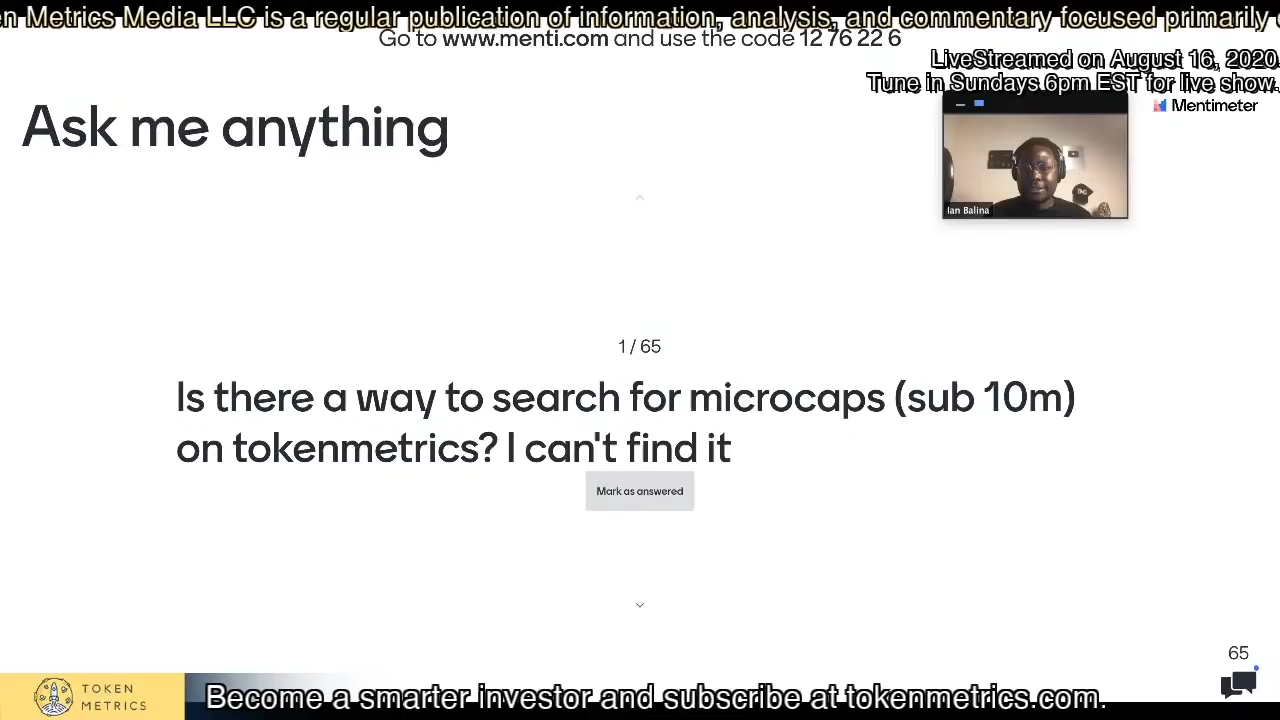 n Metrics Media LLC is a regular publication of information, analysis, and commentary focused primarily
Go to www.menti.com and use the code 12 76 22 6
LiveStreamed on August 16, 2020.
Tune in Sundays 6pm EST for live show.
Mentimeter
Ask me anything
Ian Balina
1 / 65
Is there a way to search for microcaps (sub 10m)
on tokenmetrics? I can't find it
Mark as answered
65
TOKEN
METRICS
Become a smarter investor and subscribe at tokenmetrics.com.